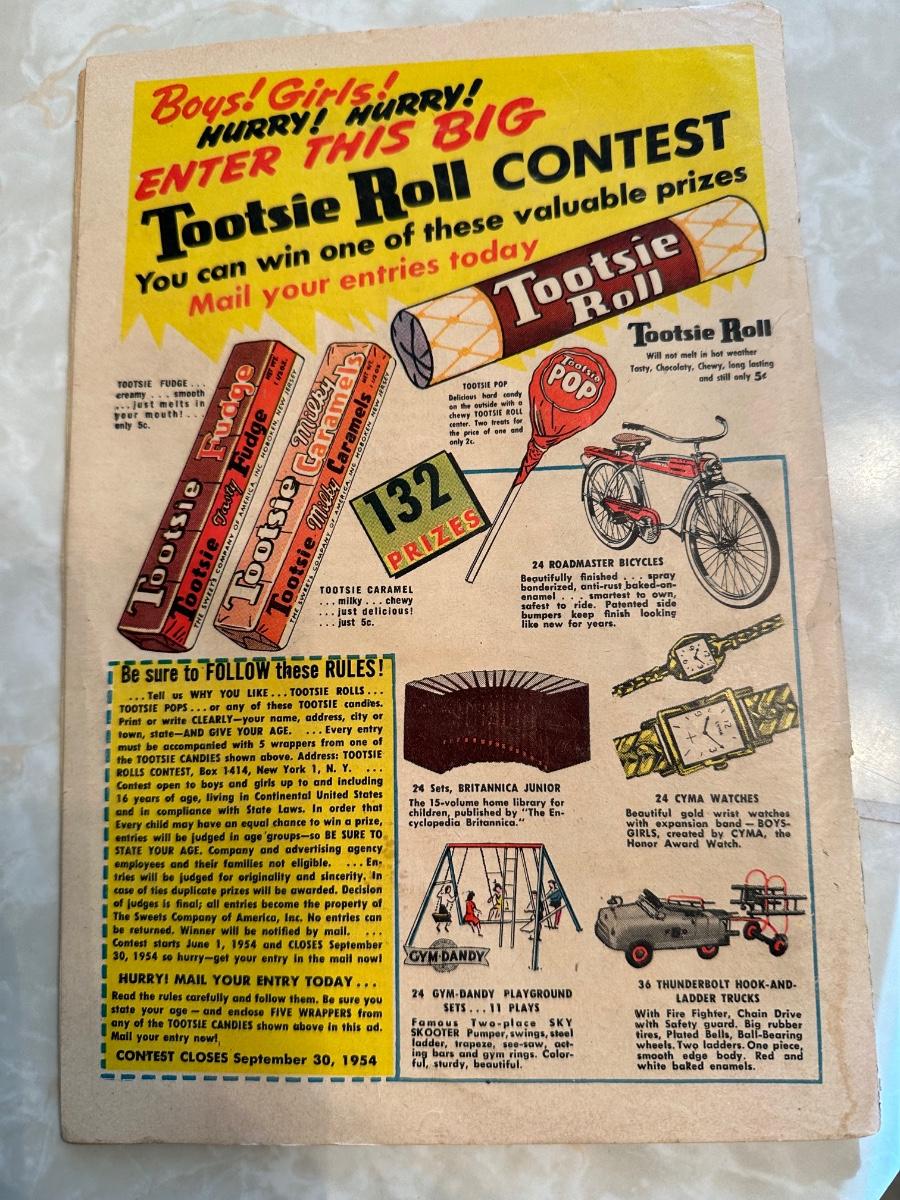 Boys! Girls!
HURRY! HURRY!
ENTER THIS BIG
Tootsie Roll CONTEST
You can win one of these valuable prizes
Mail your entries today
Tootsie
Roll
Tootsie Roll
Will not melt in hot weather
Tasty, Chocolaty, Chewy, long lasting
and still only 5¢
TOOTSIE FUDGE...
creamy . . . smooth
...just melts in
your mouth!...
only 5c.
Tootsie Fudge
Tootsie Tasty Fudge
THE SWEETS COMPANY OF AMERICA, INC. HOBOKEN, NEW JERSEY
Tootsie Milky Caramels
Tootsie Milky Caramels
THE SWEETS COMPANY OF AMERICA, INC. HOBOKEN, NEW JERSEY
TOOTSIE POP
Delicious hard candy
on the outside with a
chewy TOOTSIE ROLL
center. Two treats for
the price of one and
only 2c.
Tootsie
POP
132
PRIZES
TOOTSIE CARAMEL
... milky ... chewy
... just delicious!
... just 5c.
24 ROADMASTER BICYCLES
Beautifully finished . . . spray
bonderized, anti-rust baked-on-
enamel . . . smartest to own,
safest to ride. Patented side
bumpers keep finish looking
like new for years.
Be sure to FOLLOW these RULES!
...Tell us WHY YOU LIKE...TOOTSIE ROLLS...
TOOTSIE POPS...or any of these TOOTSIE candies.
Print or write CLEARLY—your name, address, city or
town, state—AND GIVE YOUR AGE. ....Every entry
must be accompanied with 5 wrappers from one of
the TOOTSIE CANDIES shown above. Address: TOOTSIE
ROLLS CONTEST, Box 1414, New York 1, N. Y. ...
Contest open to boys and girls up to and including
16 years of age, living in Continental United States
and in compliance with State Laws. In order that
Every child may have an equal chance to win a prize,
entries will be judged in age groups—so BE SURE TO
STATE YOUR AGE. Company and advertising agency
employees and their families not eligible. ...En-
tries will be judged for originality and sincerity. In
case of ties duplicate prizes will be awarded. Decision
of judges is final; all entries become the property of
The Sweets Company of America, Inc. No entries can
be returned. Winner will be notified by mail. ...
Contest starts June 1, 1954 and CLOSES September
30, 1954 so hurry—get your entry in the mail now!
HURRY! MAIL YOUR ENTRY TODAY...
Read the rules carefully and follow them. Be sure you
state your age — and enclose FIVE WRAPPERS from
any of the TOOTSIE CANDIES shown above in this ad.
Mail your entry now!
CONTEST CLOSES September 30, 1954
24 Sets, BRITANNICA JUNIOR
The 15-volume home library for
children, published by "The En-
cyclopedia Britannica."
24 CYMA WATCHES
Beautiful gold wrist watches
with expansion band — BOYS-
GIRLS, created by CYMA, the
Honor Award Watch.
GYM-DANDY
24 GYM-DANDY PLAYGROUND
SETS...11 PLAYS
Famous Two-place SKY
SKOOTER Pumper, swings, steel
ladder, trapeze, see-saw, act-
ing bars and gym rings. Color-
ful, sturdy, beautiful.
36 THUNDERBOLT HOOK-AND-
LADDER TRUCKS
With Fire Fighter, Chain Drive
with Safety guard. Big rubber
tires, Plated Bells, Ball-Bearing
wheels. Two ladders. One piece,
smooth edge body. Red and
white baked enamels.